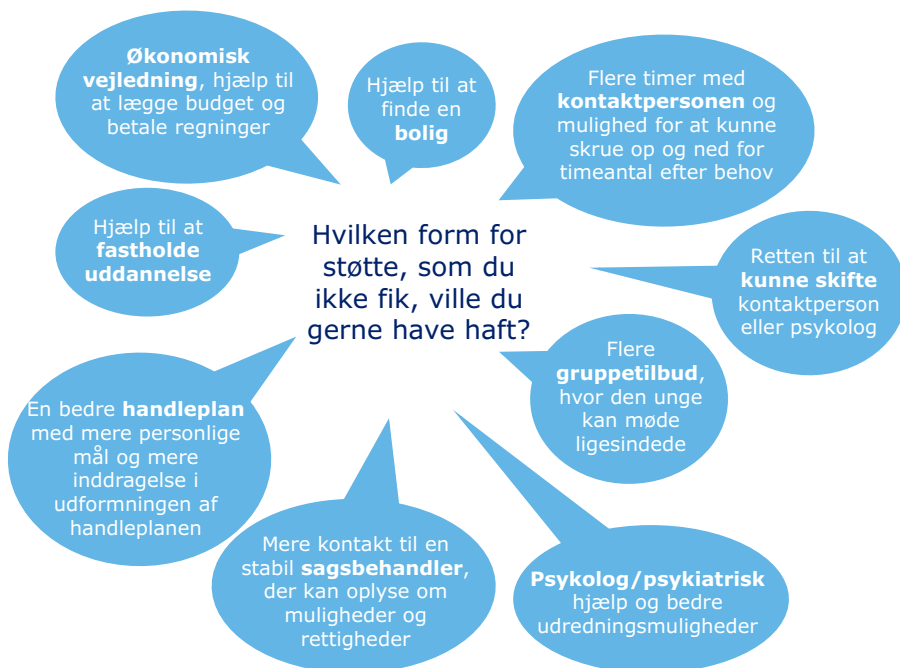 Økonomisk
vejledning, hjælp til
at lægge budget og
betale regninger
Hjælp til at
finde en
bolig
Flere timer med
kontaktpersonen og
mulighed for at kunne
skrue op og ned for
timeantal efter behov
Hjælp til at
fastholde
uddannelse
Hvilken form for
støtte, som du
ikke fik, ville du
gerne have haft?
Retten til at
kunne skifte
kontaktperson
eller psykolog
Flere
gruppetilbud,
hvor den unge
kan møde
ligesindede
En bedre handleplan
med mere personlige
mål og mere
inddragelse i
udformningen af
handleplanen
Mere kontakt til en
stabil sagsbehandler,
der kan oplyse om
muligheder og
rettigheder
Psykolog/psykiatrisk
hjælp og bedre
udredningsmuligheder